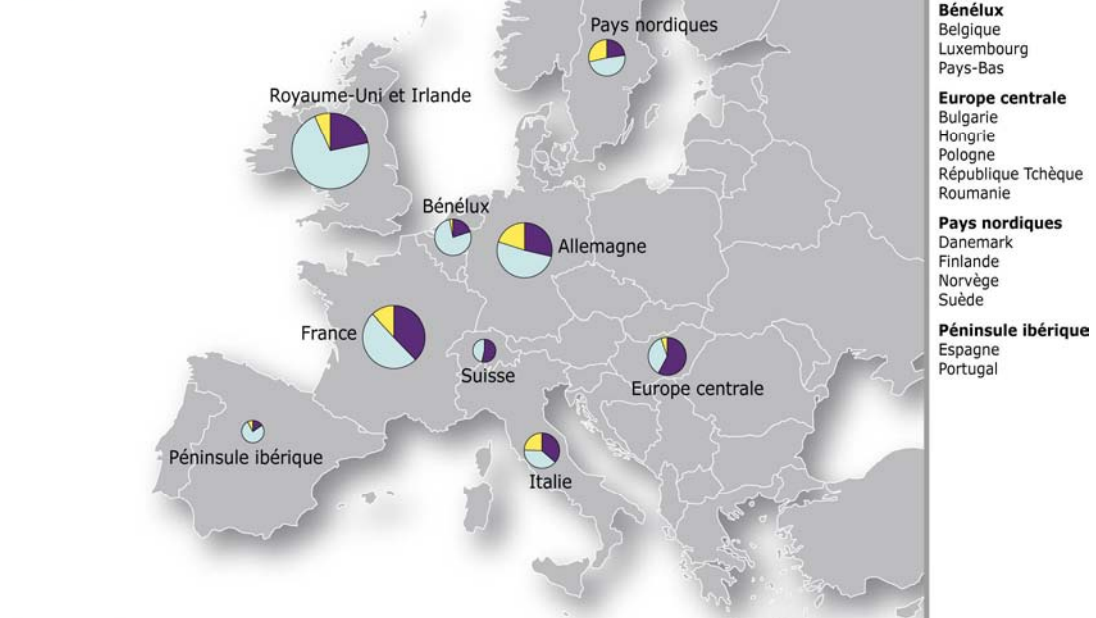 Pays nordiques
Royaume-Uni et Irlande
Bénélux
Allemagne
France
Suisse
Europe centrale
Péninsule ibérique
Italie
Bénélux
Belgique
Luxembourg
Pays-Bas
Europe centrale
Bulgarie
Hongrie
Pologne
République Tchèque
Roumanie
Pays nordiques
Danemark
Finlande
Norvège
Suède
Péninsule ibérique
Espagne
Portugal